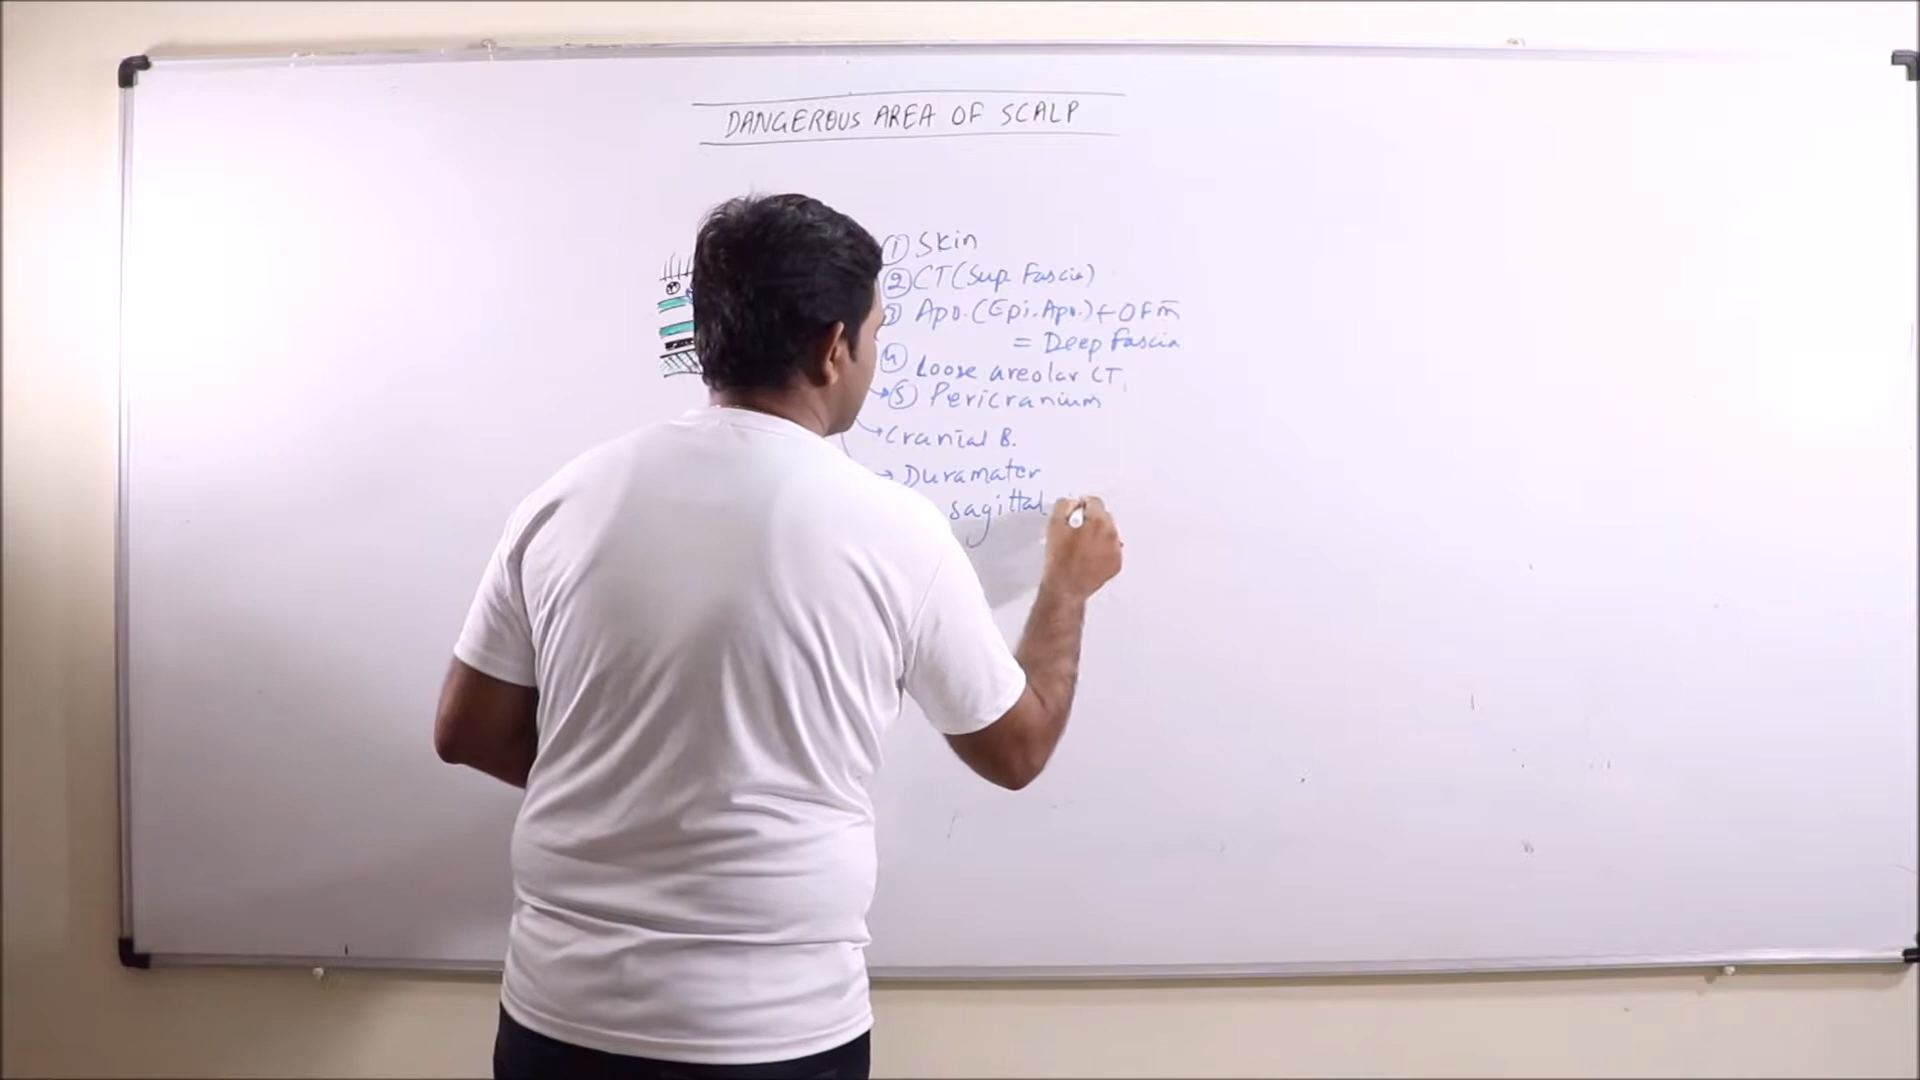 DANGEROUS AREA OF SCALP
① Skin
② CT (Sup. Fascia)
③ Apo. (Epi. Apo.) + OFM
= Deep Fascia
④ Loose areolar CT
→⑤ Pericranium
→ Cranial B.
→ Duramater
sagittal